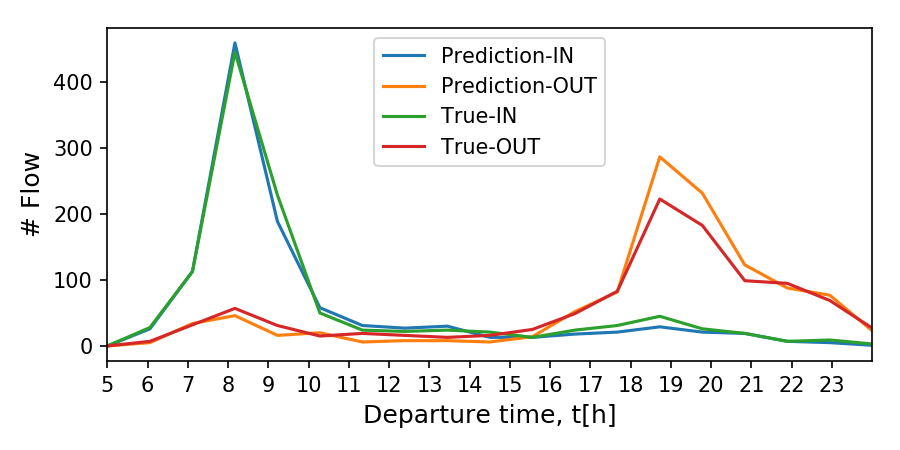 Prediction-IN
Prediction-OUT
True-IN
True-OUT
# Flow
400
300
200
100
0
5 6 7 8 9 10 11 12 13 14 15 16 17 18 19 20 21 22 23
Departure time, t[h]